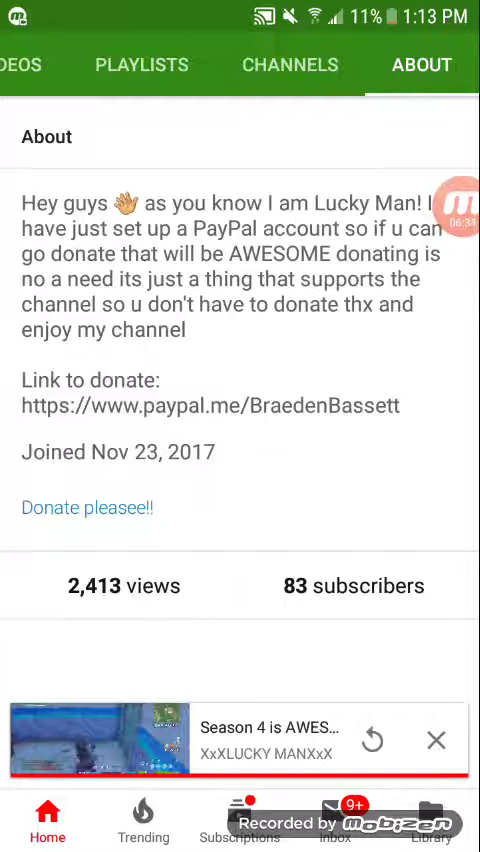 11% 1:13 PM
DEOS PLAYLISTS CHANNELS ABOUT
About
Hey guys 👋 as you know I am Lucky Man! I
have just set up a PayPal account so if u can
06:34
go donate that will be AWESOME donating is
no a need its just a thing that supports the
channel so u don't have to donate thx and
enjoy my channel
Link to donate:
https://www.paypal.me/BraedenBassett
Joined Nov 23, 2017
Donate pleasee!!
2,413 views 83 subscribers
Season 4 is AWES...
XxXLUCKY MANXxX
9+
Home Trending Subscriptions Inbox Library
Recorded by mobizen